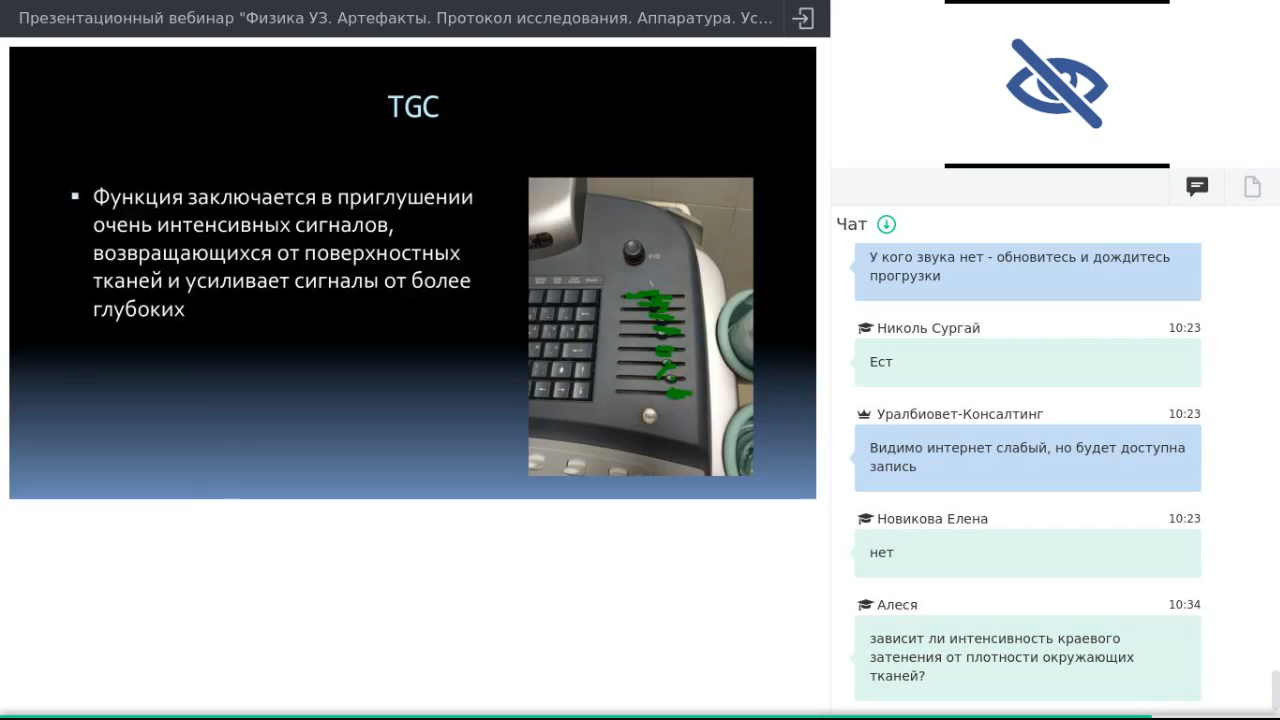 Презентационный вебинар "Физика УЗ. Артефакты. Протокол исследования. Аппаратура. Ус...
TGC
Функция заключается в приглушении
очень интенсивных сигналов,
возвращающихся от поверхностных
тканей и усиливает сигналы от более
глубоких
Чат
У кого звука нет - обновитесь и дождитесь
прогрузки
Николь Сургай 10:23
Ест
Уралбиовет-Консалтинг 10:23
Видимо интернет слабый, но будет доступна
запись
Новикова Елена 10:23
нет
Алеся 10:34
зависит ли интенсивность краевого
затенения от плотности окружающих
тканей?